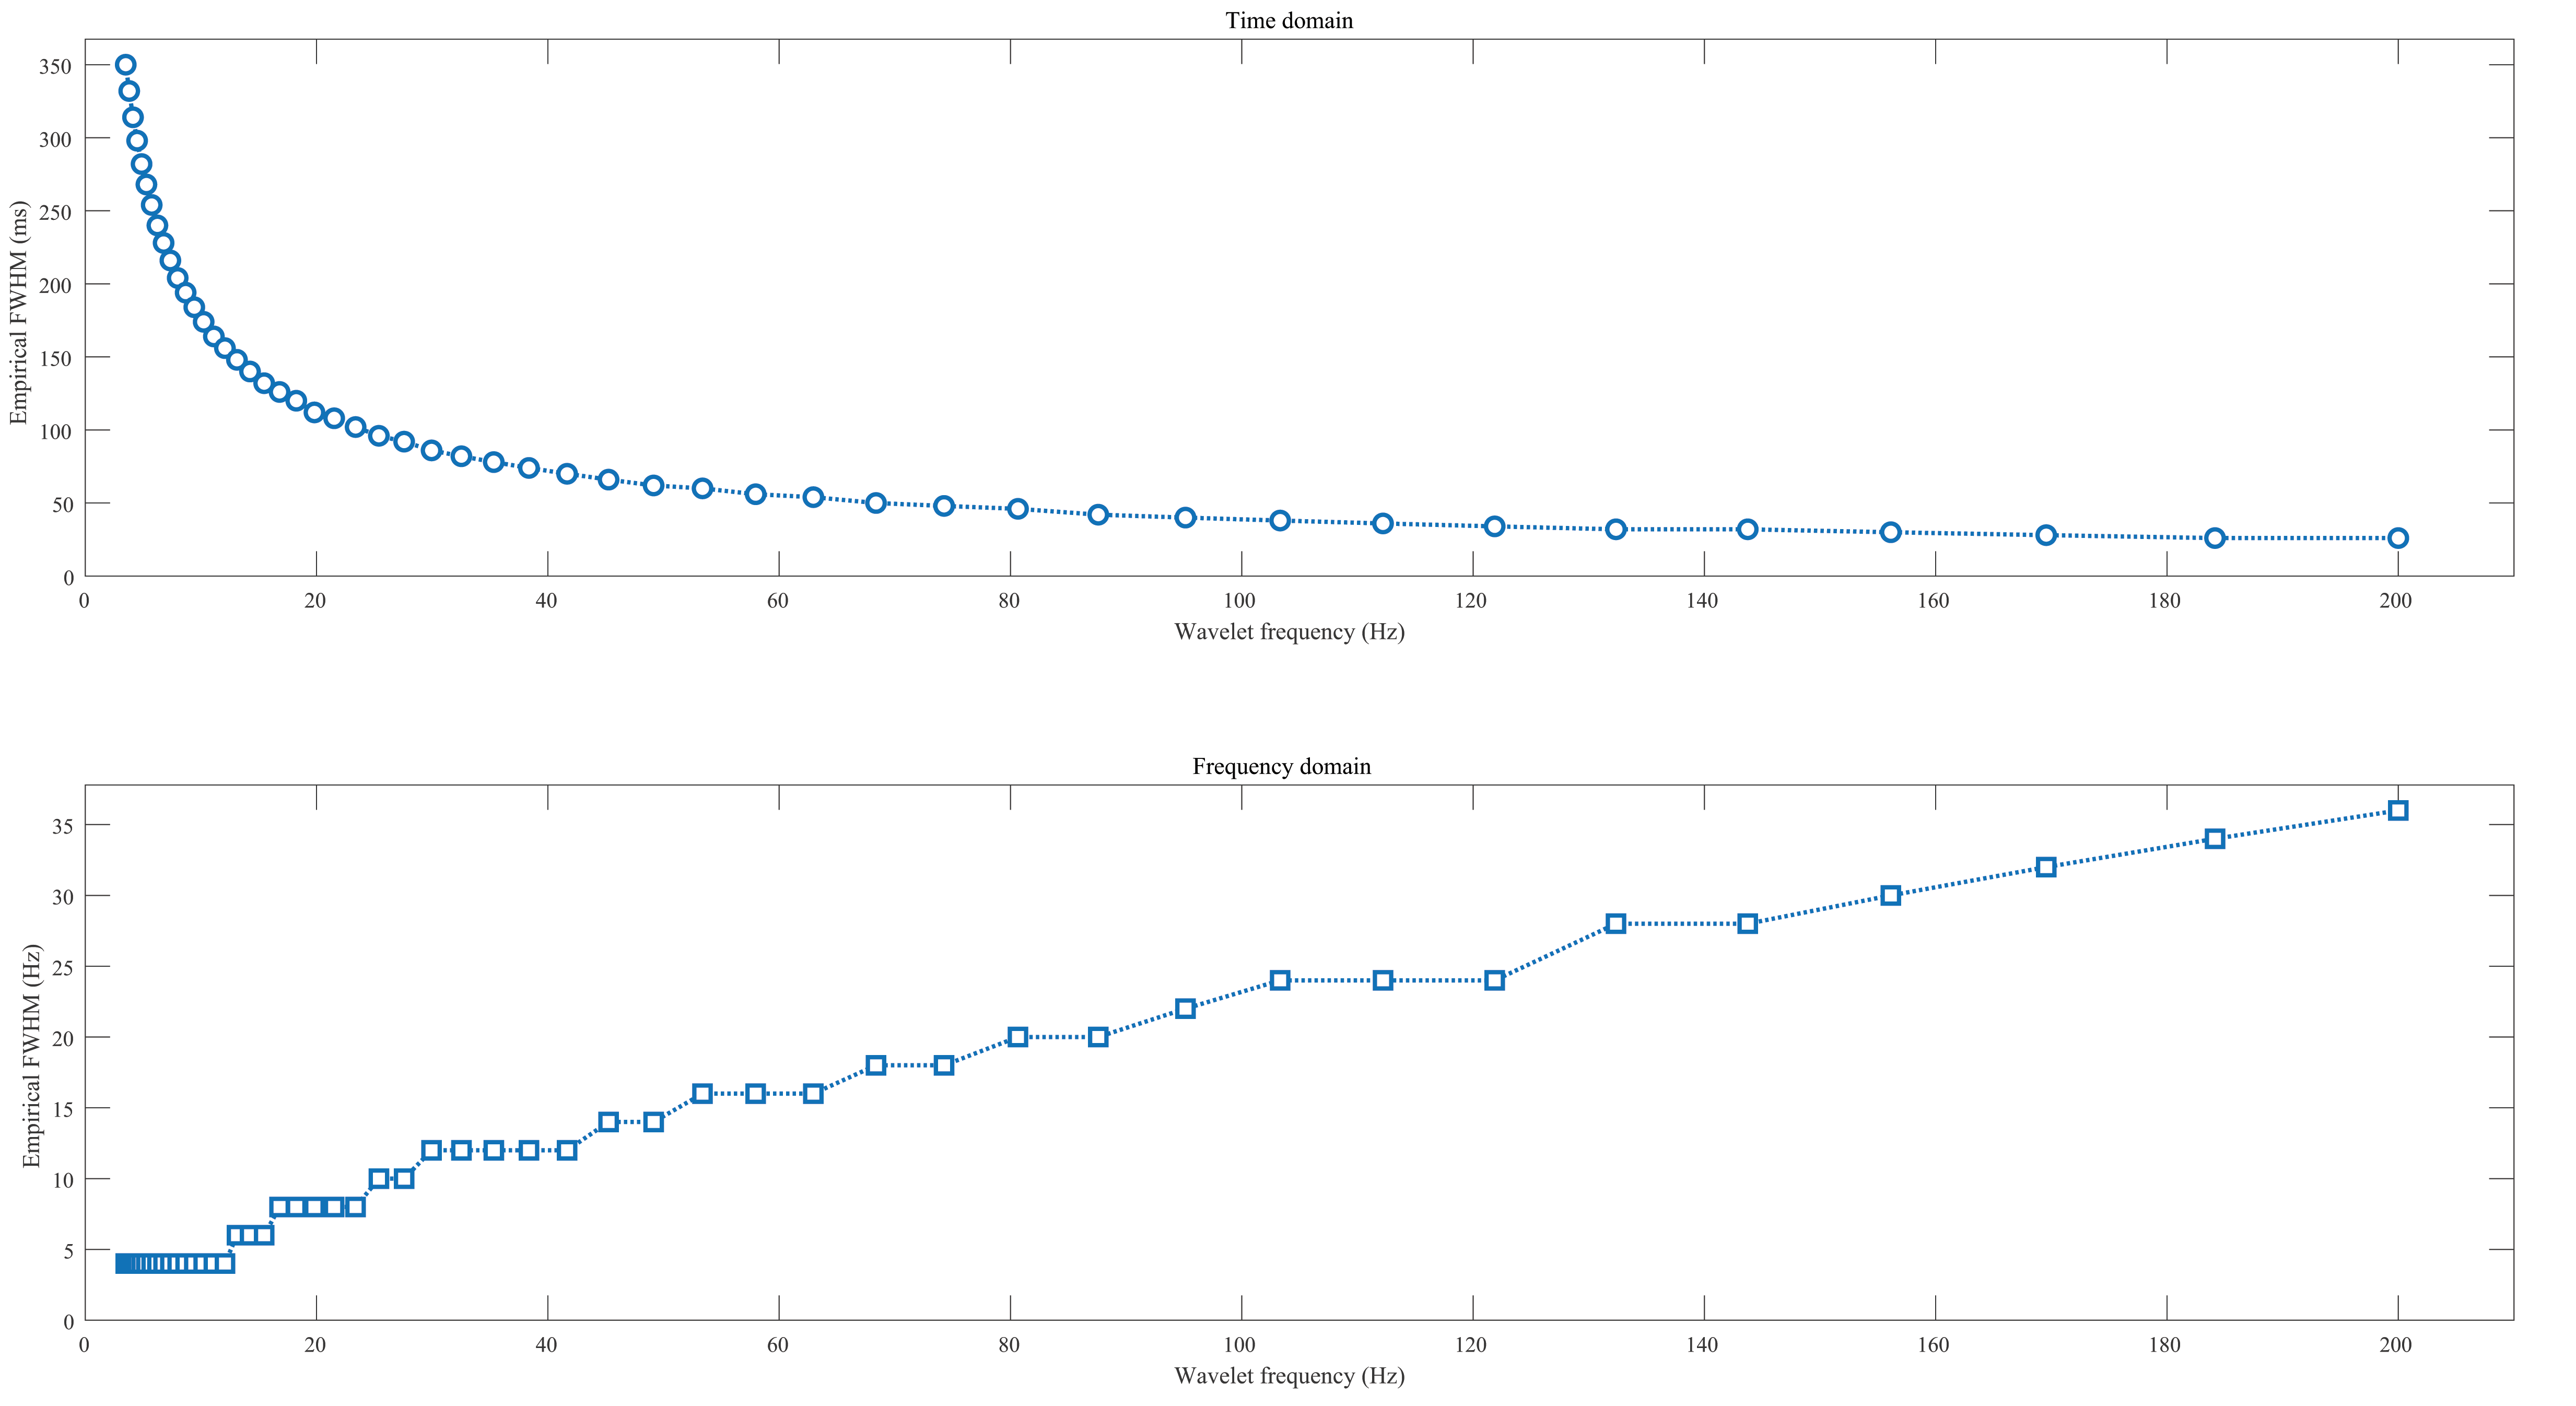 Time domain
350
300
250
200
150
100
50
0
Empirical FWHM (ms)
0 20 40 60 80 100 120 140 160 180 200
Wavelet frequency (Hz)
Frequency domain
35
30
25
20
15
10
5
0
Empirical FWHM (Hz)
0 20 40 60 80 100 120 140 160 180 200
Wavelet frequency (Hz)